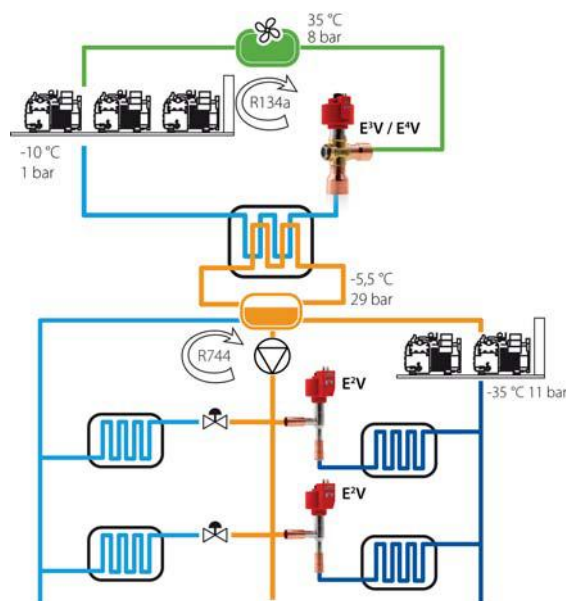 35 °C
8 bar
R134a
E³V / E⁴V
-10 °C
1 bar
-5,5 °C
29 bar
R744
-35 °C 11 bar
E²V
E²V